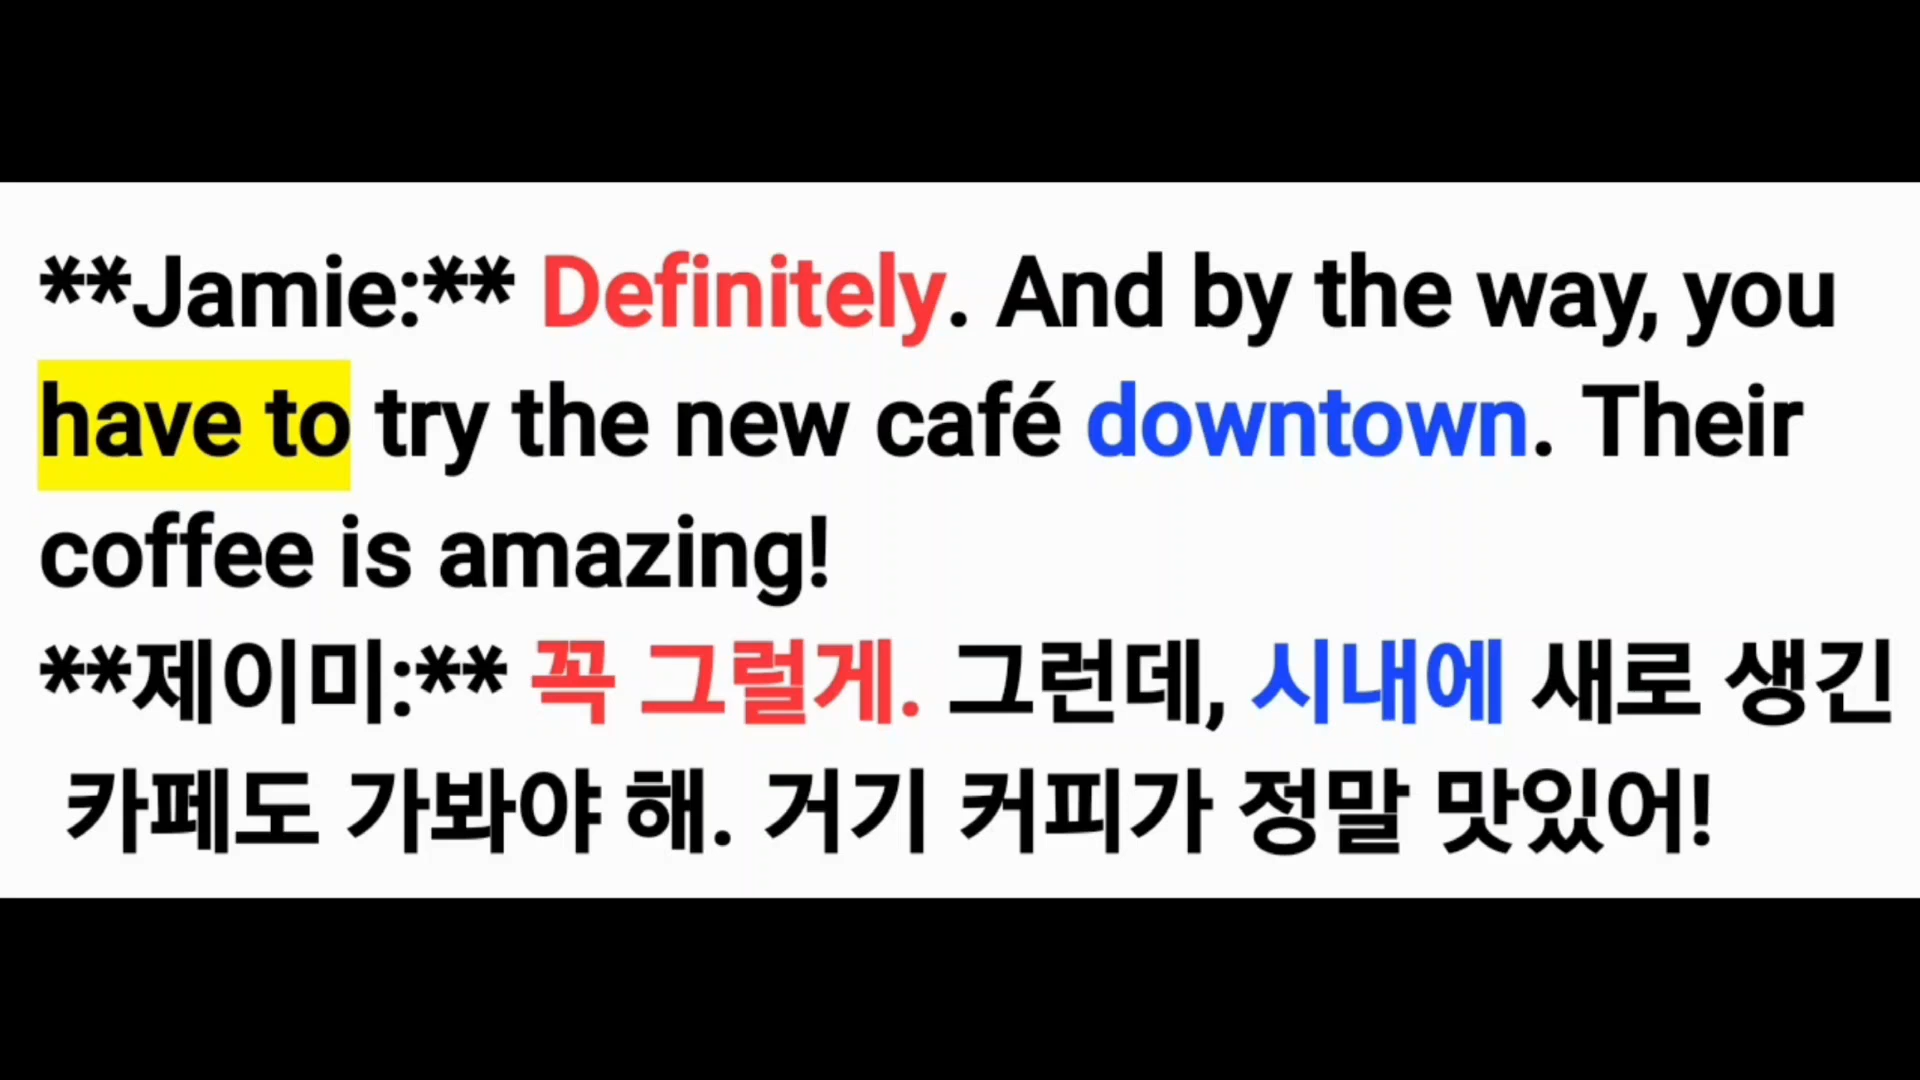 **Jamie:** Definitely. And by the way, you
have to try the new café downtown. Their
coffee is amazing!
**제이미:** 꼭 그럴게. 그런데, 시내에 새로 생긴
카페도 가봐야 해. 거기 커피가 정말 맛있어!